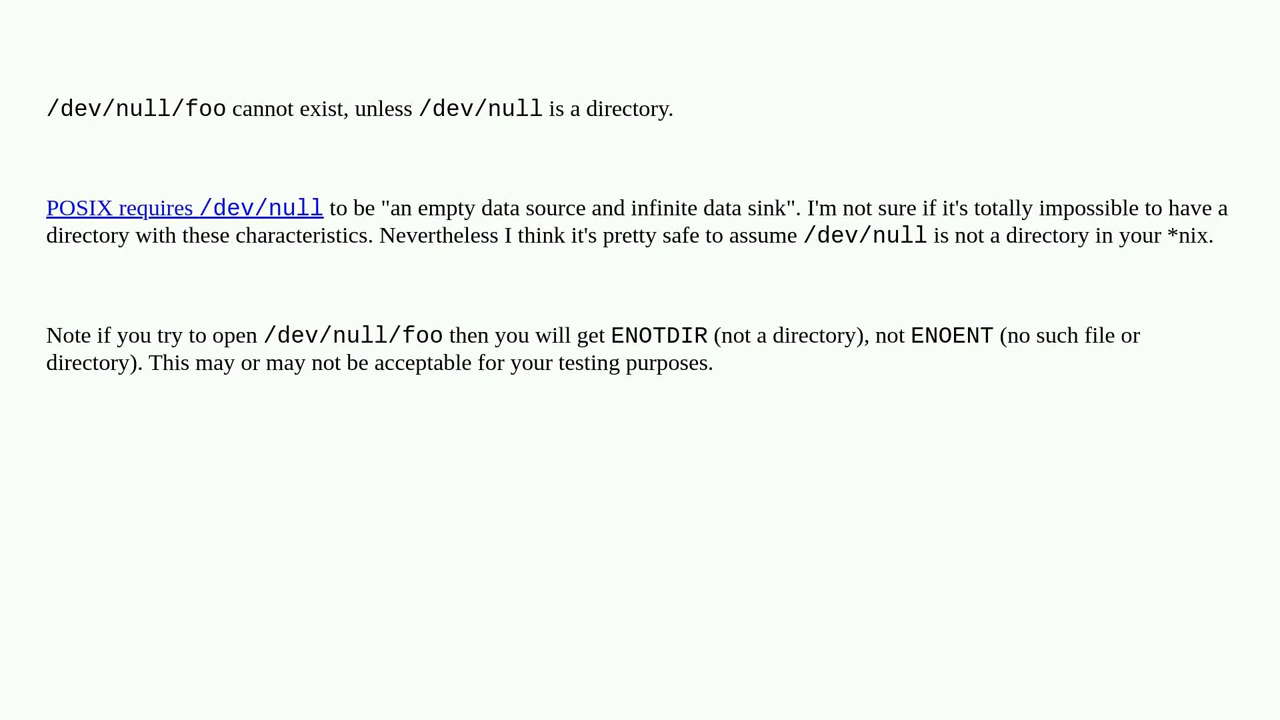 /dev/null/foo cannot exist, unless /dev/null is a directory.
POSIX requires /dev/null to be "an empty data source and infinite data sink". I'm not sure if it's totally impossible to have a
directory with these characteristics. Nevertheless I think it's pretty safe to assume /dev/null is not a directory in your *nix.
Note if you try to open /dev/null/foo then you will get ENOTDIR (not a directory), not ENOENT (no such file or
directory). This may or may not be acceptable for your testing purposes.